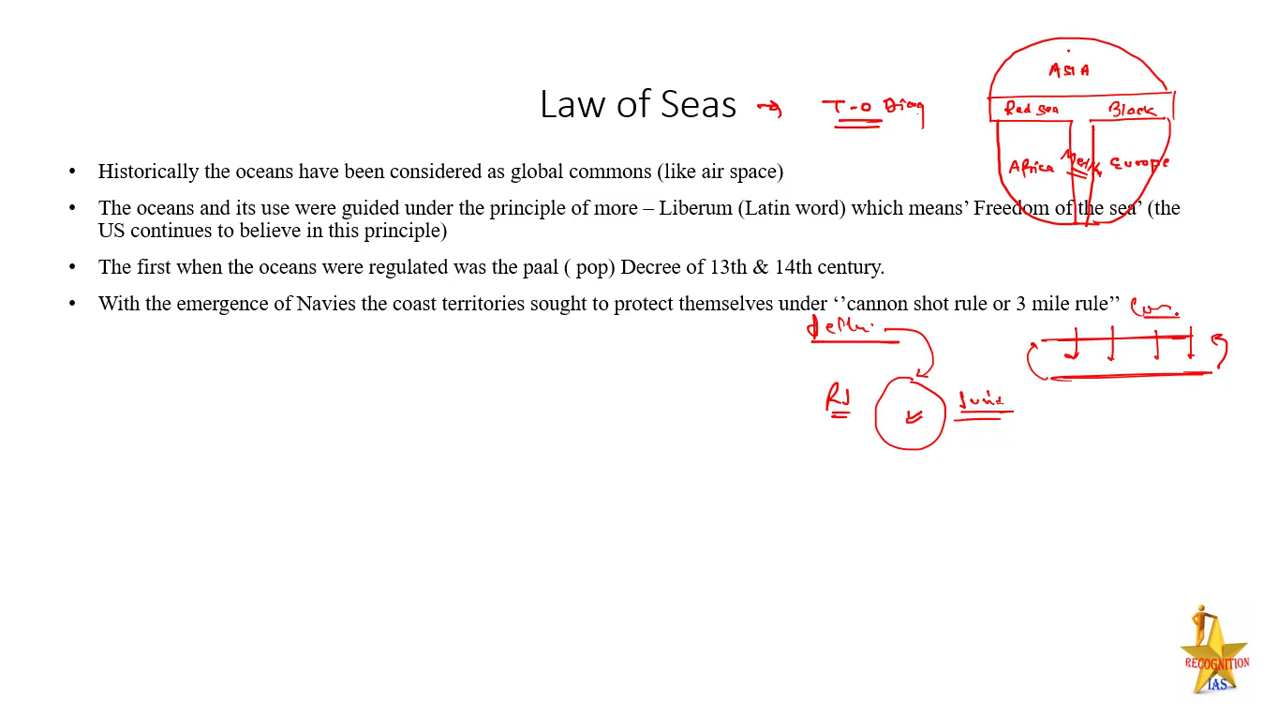 ASIA
Law of Seas → T-O Diag
Red Sea Black
Africa Europe
• Historically the oceans have been considered as global commons (like air space)
• The oceans and its use were guided under the principle of more – Liberum (Latin word) which means’ Freedom of the sea’ (the
US continues to believe in this principle)
• The first when the oceans were regulated was the paal ( pop) Decree of 13th & 14th century.
• With the emergence of Navies the coast territories sought to protect themselves under ‘’cannon shot rule or 3 mile rule’’
RECOGNITION
IAS